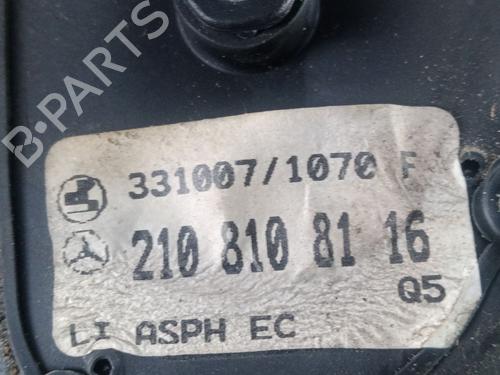 B-PARTS
331007/1070 F
210 810 81 16
Q5
LI ASPH EC